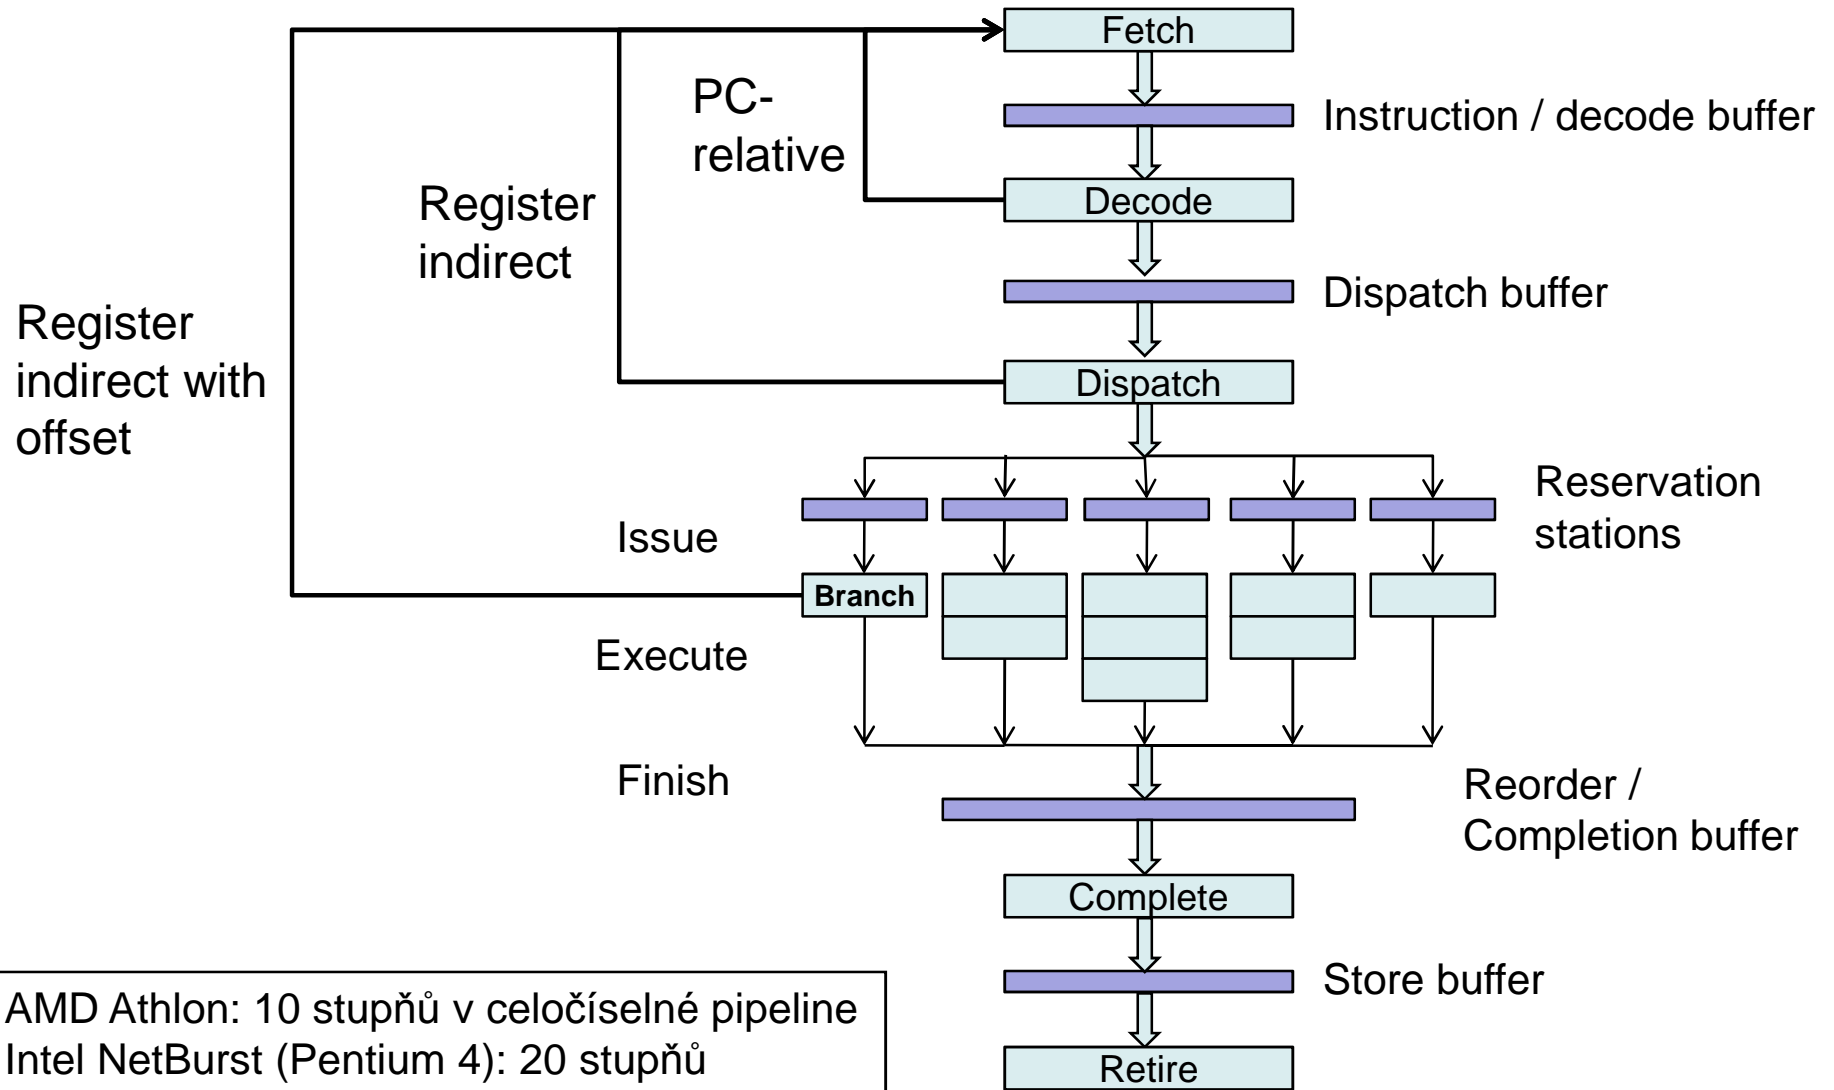 Fetch
PC-
relative
Instruction / decode buffer
Decode
Register
indirect
Dispatch buffer
Register
indirect with
offset
Dispatch
Reservation
stations
Issue
Branch
Execute
Finish
Reorder /
Completion buffer
Complete
Store buffer
AMD Athlon: 10 stupňů v celočíselné pipeline
Intel NetBurst (Pentium 4): 20 stupňů
Retire